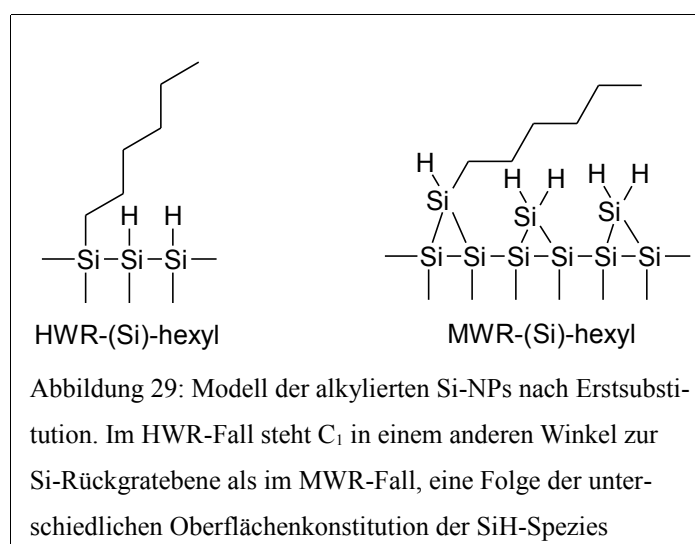 H H
Si Si Si
HWR-(Si)-hexyl
H
Si
H H
Si
H H
Si
Si Si Si Si Si Si
MWR-(Si)-hexyl
Abbildung 29: Modell der alkylierten Si-NPs nach Erstsubsti-
tution. Im HWR-Fall steht C₁ in einem anderen Winkel zur
Si-Rückgratebene als im MWR-Fall, eine Folge der unter-
schiedlichen Oberflächenkonstitution der SiH-Spezies